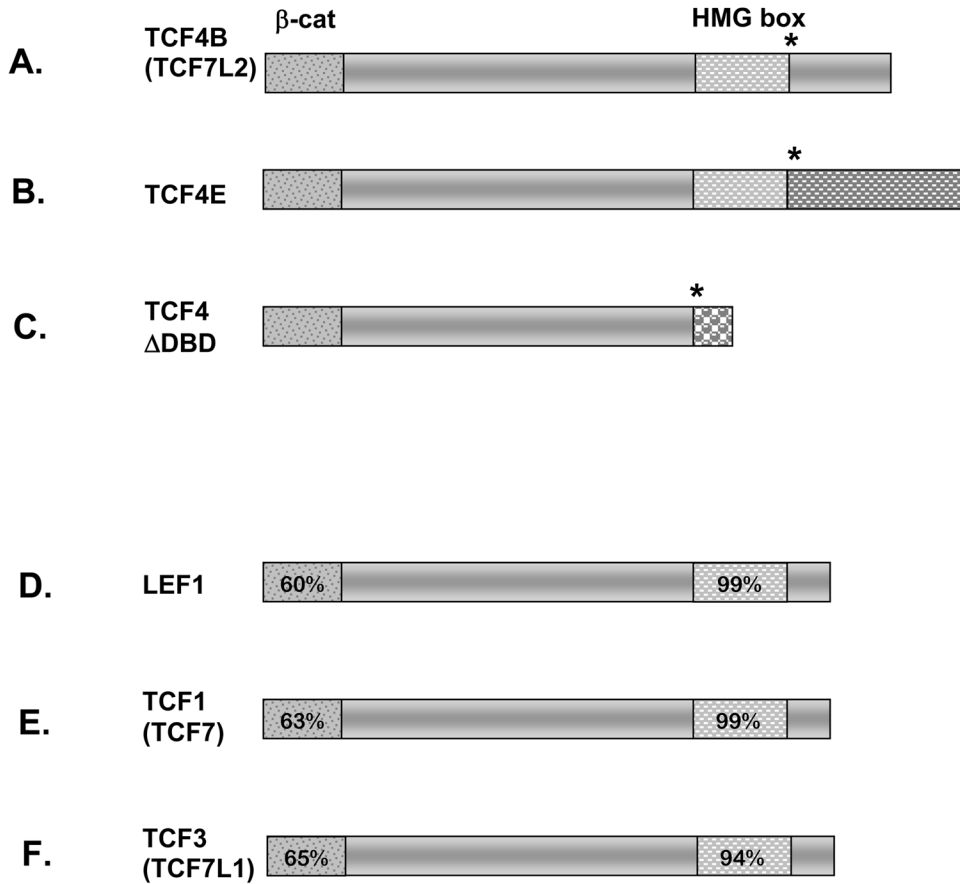 β-cat HMG box
A. TCF4B
(TCF7L2)
*
B. TCF4E
*
C. TCF4
ΔDBD
*
D. LEF1 60% 99%
E. TCF1
(TCF7)
63% 99%
F. TCF3
(TCF7L1)
65% 94%